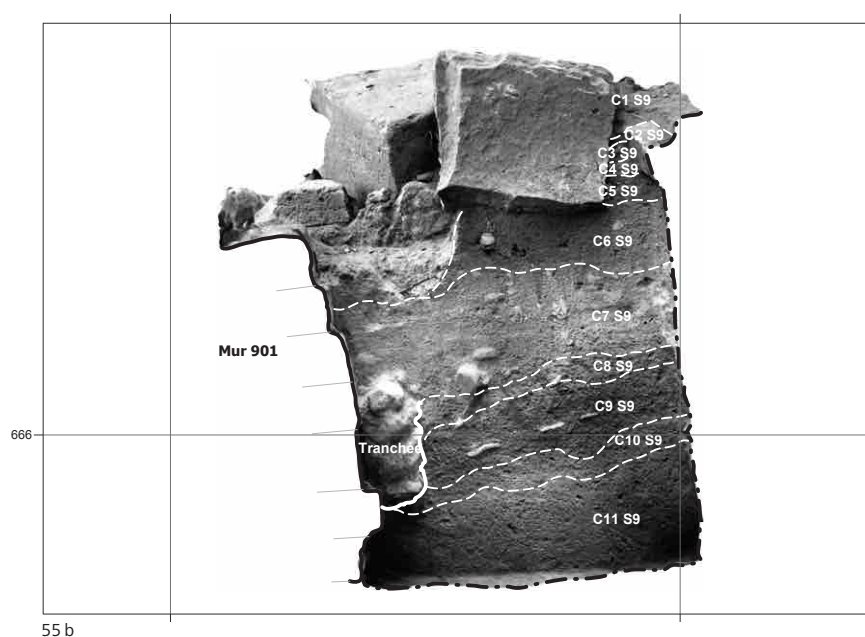 C1 S9
C2 S9
C3 S9
C4 S9
C5 S9
C6 S9
C7 S9
Mur 901
C8 S9
C9 S9
666
C10 S9
Tranchée
C11 S9
55 b